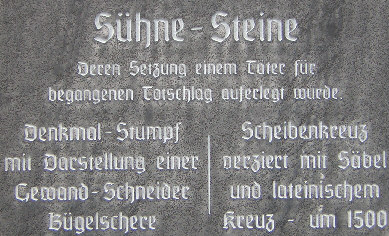 Sühne-Steine
Deren Setzung einem Täter für
begangenen Totschlag auferlegt wurde.
Denkmal-Stumpf
mit Darstellung einer
Gewand-Schneider
Bügelschere
Scheibenkreuz
verziert mit Säbel
und lateinischem
Kreuz - um 1500